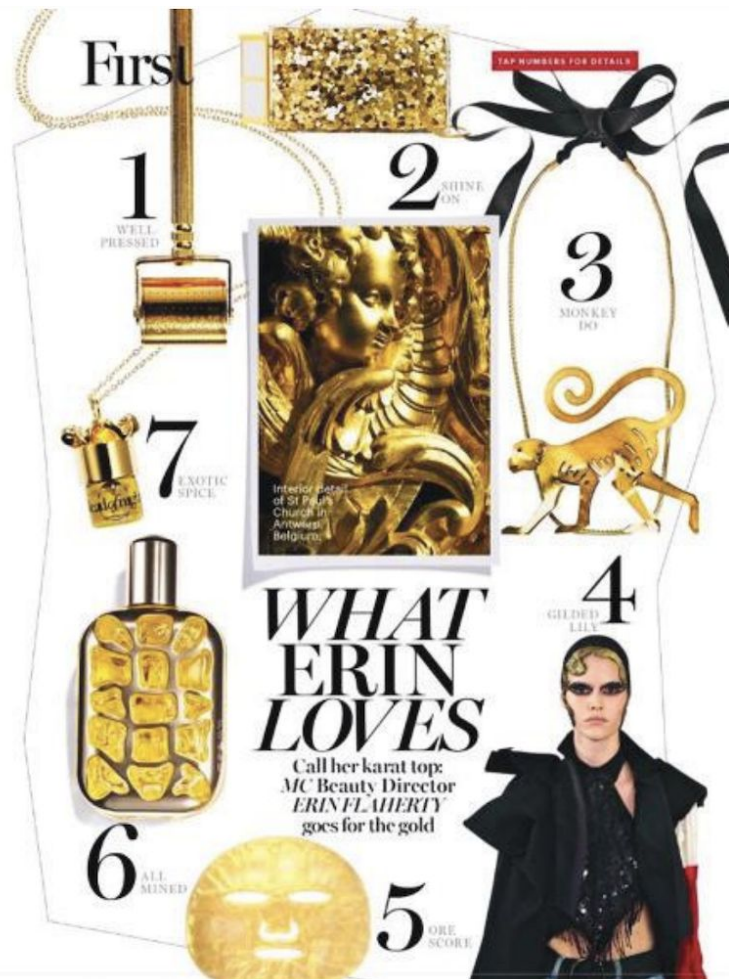 First
TAP NUMBERS FOR DETAILS
1
WELL
PRESSED
2
SHINE
ON
3
MONKEY
DO
7
EXOTIC
SPICE
Interior detail
of St Paul's
Church in
Antwerp,
Belgium.
4
GILDED
LILY
WHAT
ERIN
LOVES
Call her karat top:
MC Beauty Director
ERIN FLAHERTY
goes for the gold
6
ALL
MINED
5
ORE
SCORE